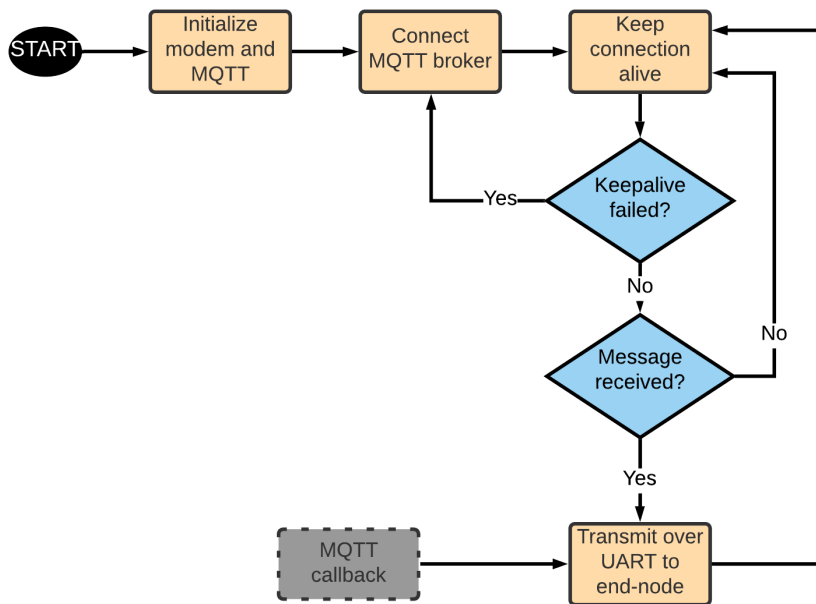 START
Initialize
modem and
MQTT
Connect
MQTT broker
Keep
connection
alive
Keepalive
failed?
Yes
No
Message
received?
No
Yes
MQTT
callback
Transmit over
UART to
end-node